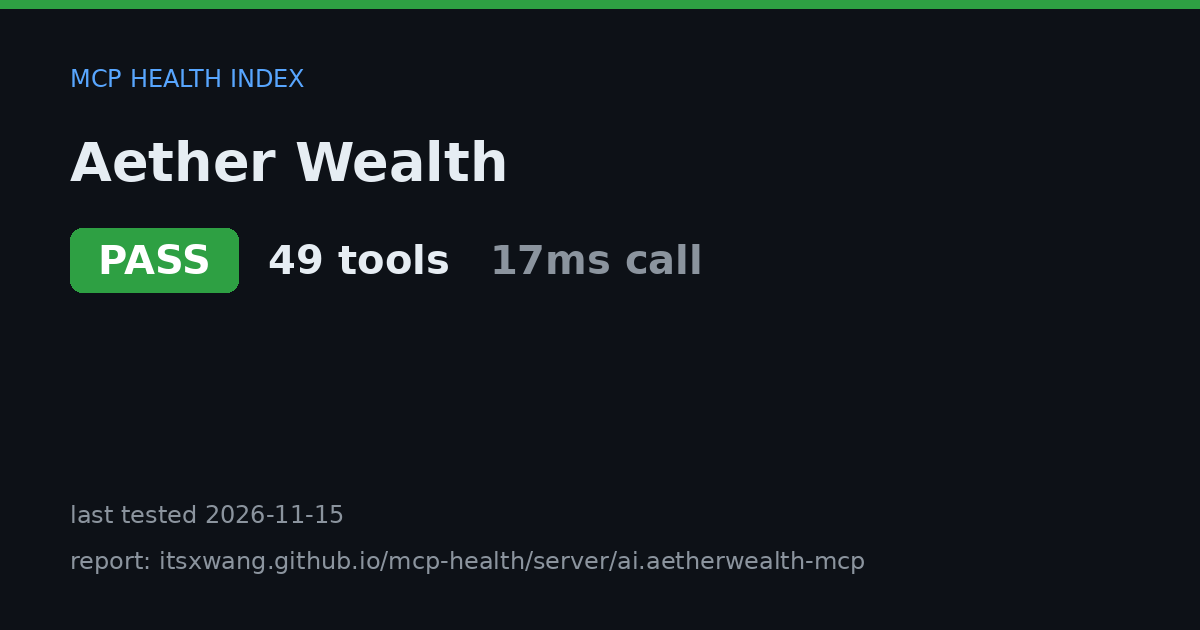 MCP HEALTH INDEX
Aether Wealth
PASS 49 tools 17ms call
last tested 2026-11-15
report: itsxwang.github.io/mcp-health/server/ai.aetherwealth-mcp